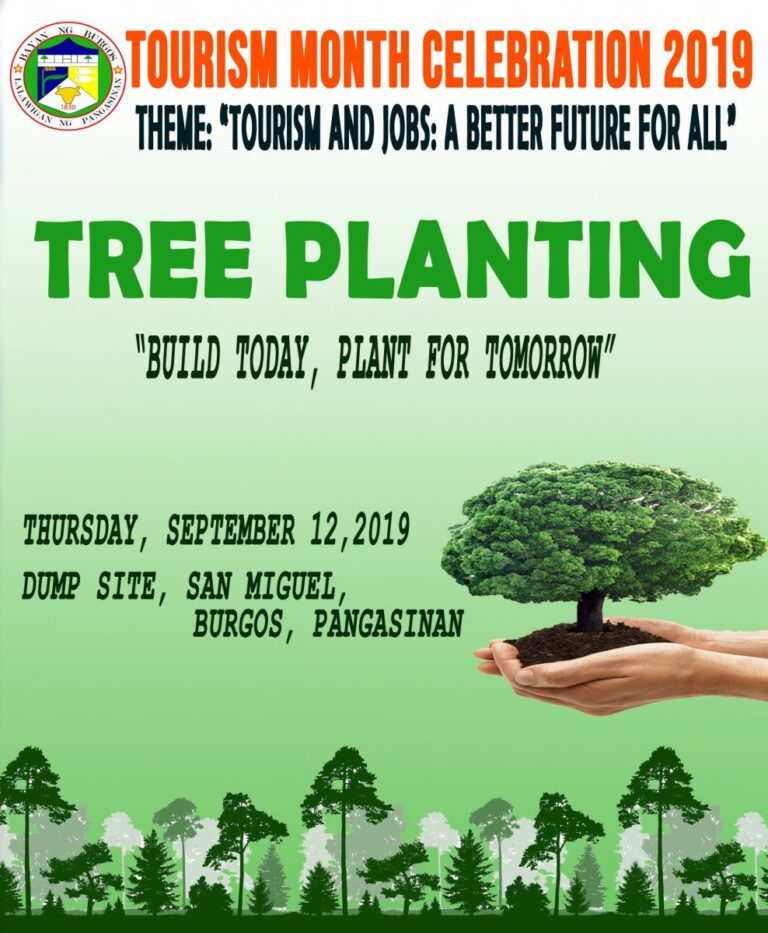 BAYAN NG BURGOS
LALAWIGAN NG PANGASINAN
1830
TOURISM MONTH CELEBRATION 2019
THEME: "TOURISM AND JOBS: A BETTER FUTURE FOR ALL"
TREE PLANTING
"BUILD TODAY, PLANT FOR TOMORROW"
THURSDAY, SEPTEMBER 12,2019
DUMP SITE, SAN MIGUEL,
BURGOS, PANGASINAN